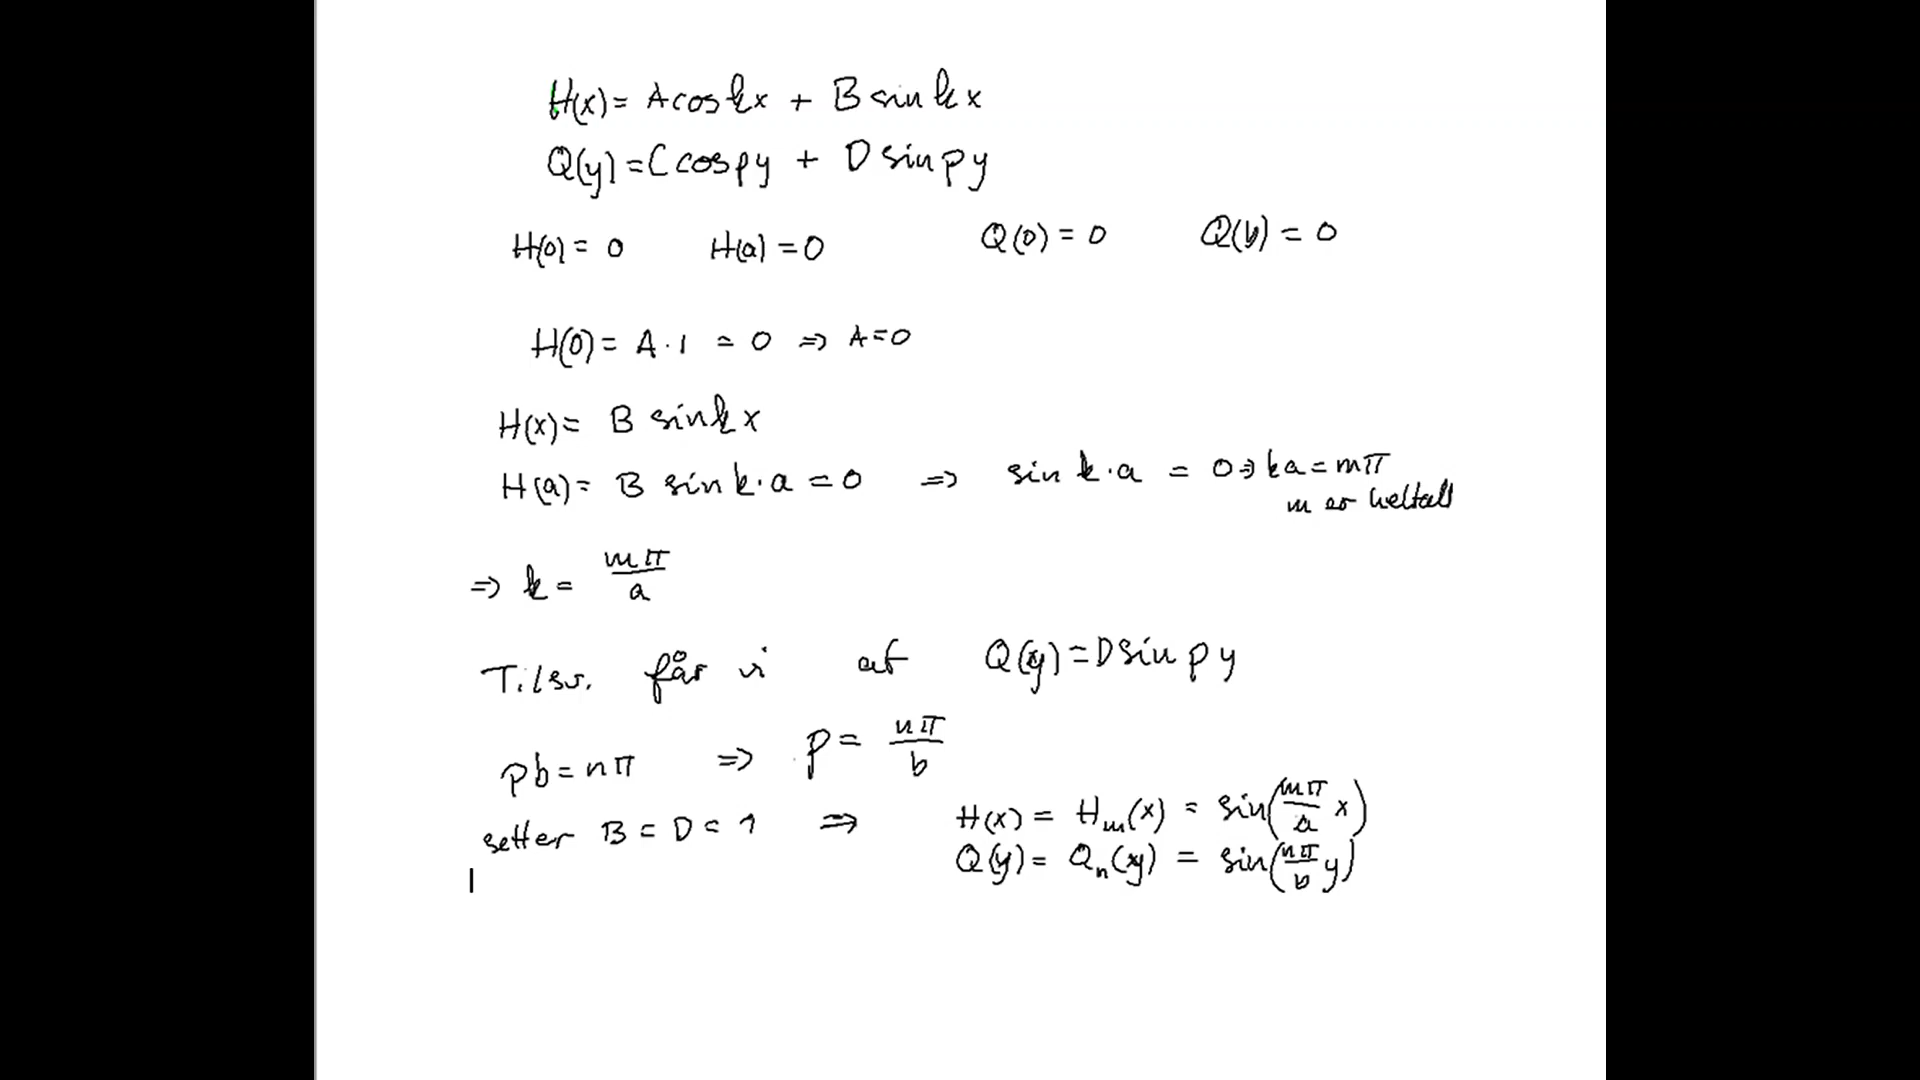 H(x) = A cos kx + B sin kx
Q(y) = C cos py + D sin py
H(0) = 0 H(a) = 0 Q(0) = 0 Q(b) = 0
H(0) = A · 1 = 0 ⇒ A = 0
H(x) = B sin kx
H(a) = B sin k · a = 0 ⇒ sin k · a = 0 ⇒ ka = mπ
m er heltall
⇒ k = mπ/a
Tilsv. får vi at Q(y) = D sin py
pb = nπ ⇒ p = nπ/b
setter B = D = 1 ⇒ H(x) = Hₘ(x) = sin(mπ/a x)
Q(y) = Qₙ(y) = sin(nπ/b y)